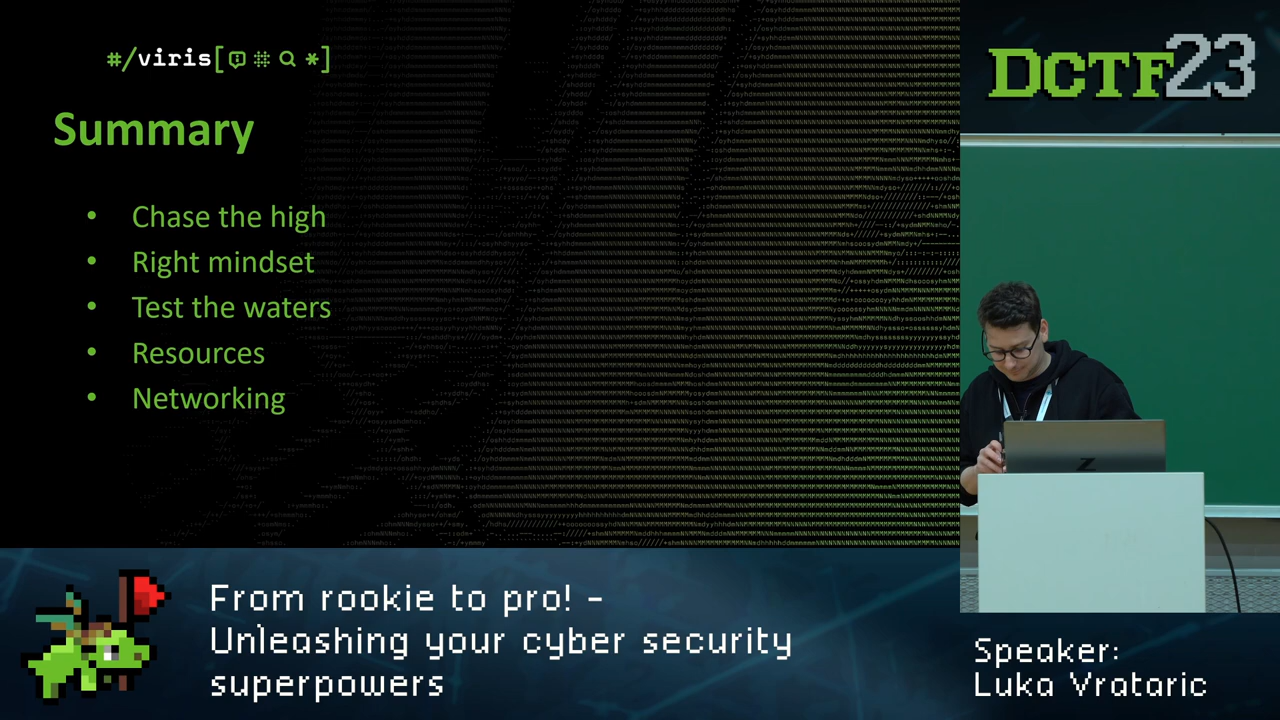 #/viris[ * ]
DCTF23
Summary
• Chase the high
• Right mindset
• Test the waters
• Resources
• Networking
From rookie to pro! -
Unleashing your cyber security
superpowers
Speaker:
Luka Vrataric